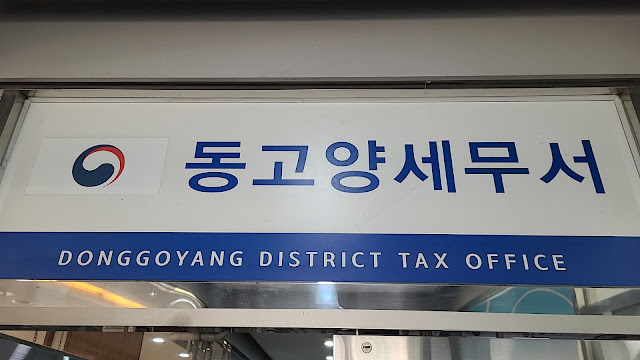 동고양세무서
DONGGOYANG DISTRICT TAX OFFICE